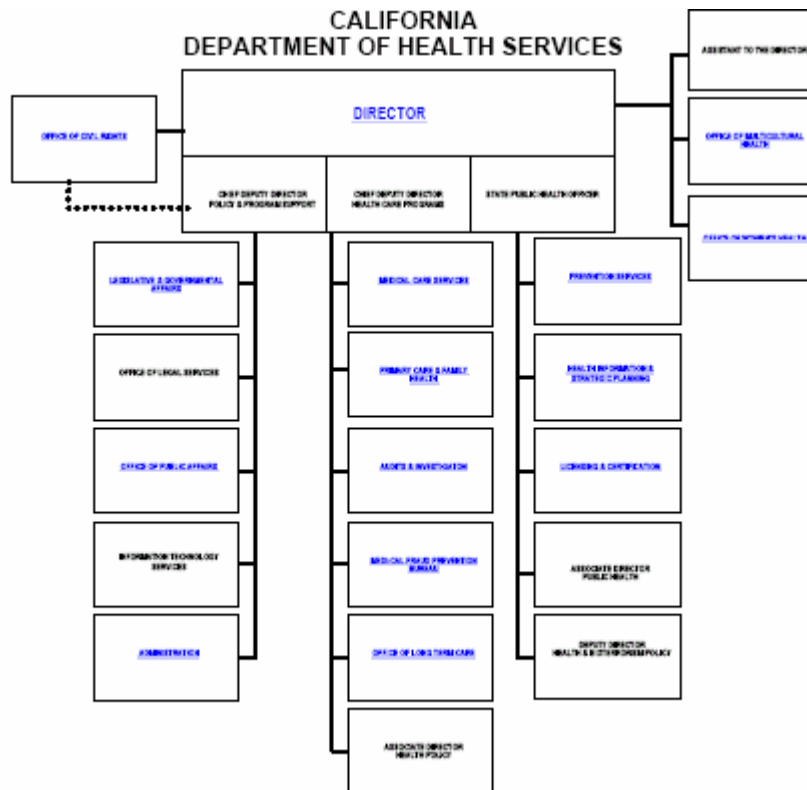 CALIFORNIA
DEPARTMENT OF HEALTH SERVICES
ASSISTANT TO THE DIRECTOR
DIRECTOR
OFFICE OF CIVIL RIGHTS
OFFICE OF MULTICULTURAL
HEALTH
CHIEF DEPUTY DIRECTOR
POLICY & PROGRAM SUPPORT
CHIEF DEPUTY DIRECTOR
HEALTH CARE PROGRAMS
STATE PUBLIC HEALTH OFFICER
OFFICE OF WOMEN'S HEALTH
LEGISLATIVE & GOVERNMENTAL
AFFAIRS
MEDICAL CARE SERVICES
PREVENTION SERVICES
OFFICE OF LEGAL SERVICES
PRIMARY CARE & FAMILY
HEALTH
HEALTH INFORMATION &
STRATEGIC PLANNING
OFFICE OF PUBLIC AFFAIRS
AUDITS & INVESTIGATION
LICENSING & CERTIFICATION
INFORMATION TECHNOLOGY
SERVICES
MEDICAL FRAUD PREVENTION
BUREAU
ASSOCIATE DIRECTOR
PUBLIC HEALTH
ADMINISTRATION
OFFICE OF LONG TERM CARE
DEPUTY DIRECTOR
HEALTH & BIOTERRORISM POLICY
ASSOCIATE DIRECTOR
HEALTH POLICY